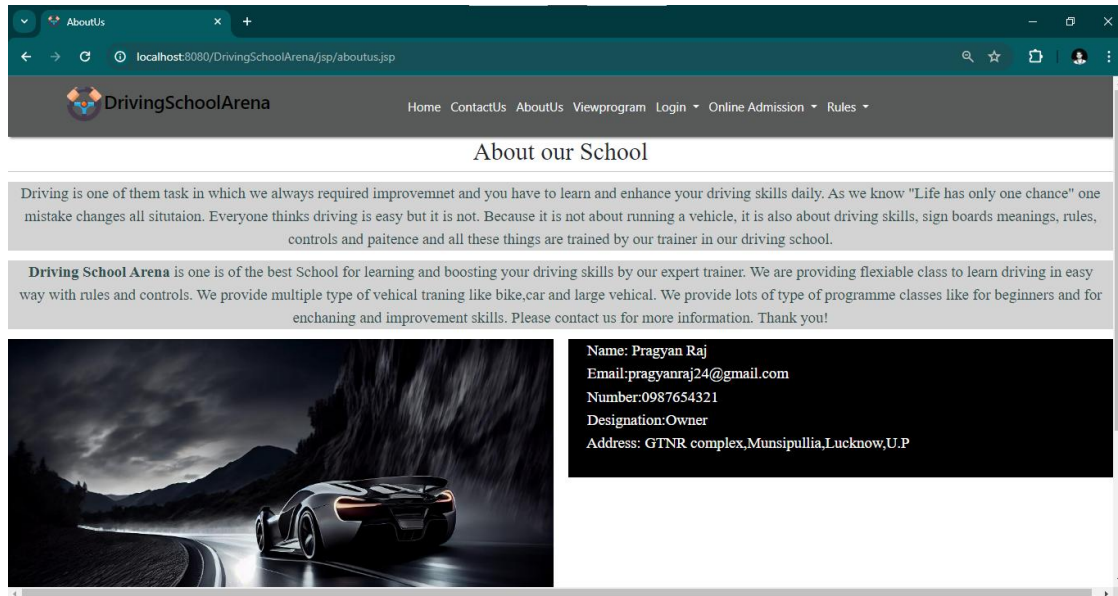 AboutUs
localhost:8080/DrivingSchoolArena/jsp/aboutus.jsp
DrivingSchoolArena
Home ContactUs AboutUs Viewprogram Login Online Admission Rules
About our School
Driving is one of them task in which we always required improvemnet and you have to learn and enhance your driving skills daily. As we know "Life has only one chance" one
mistake changes all situtaion. Everyone thinks driving is easy but it is not. Because it is not about running a vehicle, it is also about driving skills, sign boards meanings, rules,
controls and paitence and all these things are trained by our trainer in our driving school.
Driving School Arena is one is of the best School for learning and boosting your driving skills by our expert trainer. We are providing flexiable class to learn driving in easy
way with rules and controls. We provide multiple type of vehical traning like bike,car and large vehical. We provide lots of type of programme classes like for beginners and for
enchaning and improvement skills. Please contact us for more information. Thank you!
Name: Pragyan Raj
Email:pragyanraj24@gmail.com
Number:0987654321
Designation:Owner
Address: GTNR complex,Munsipullia,Lucknow,U.P